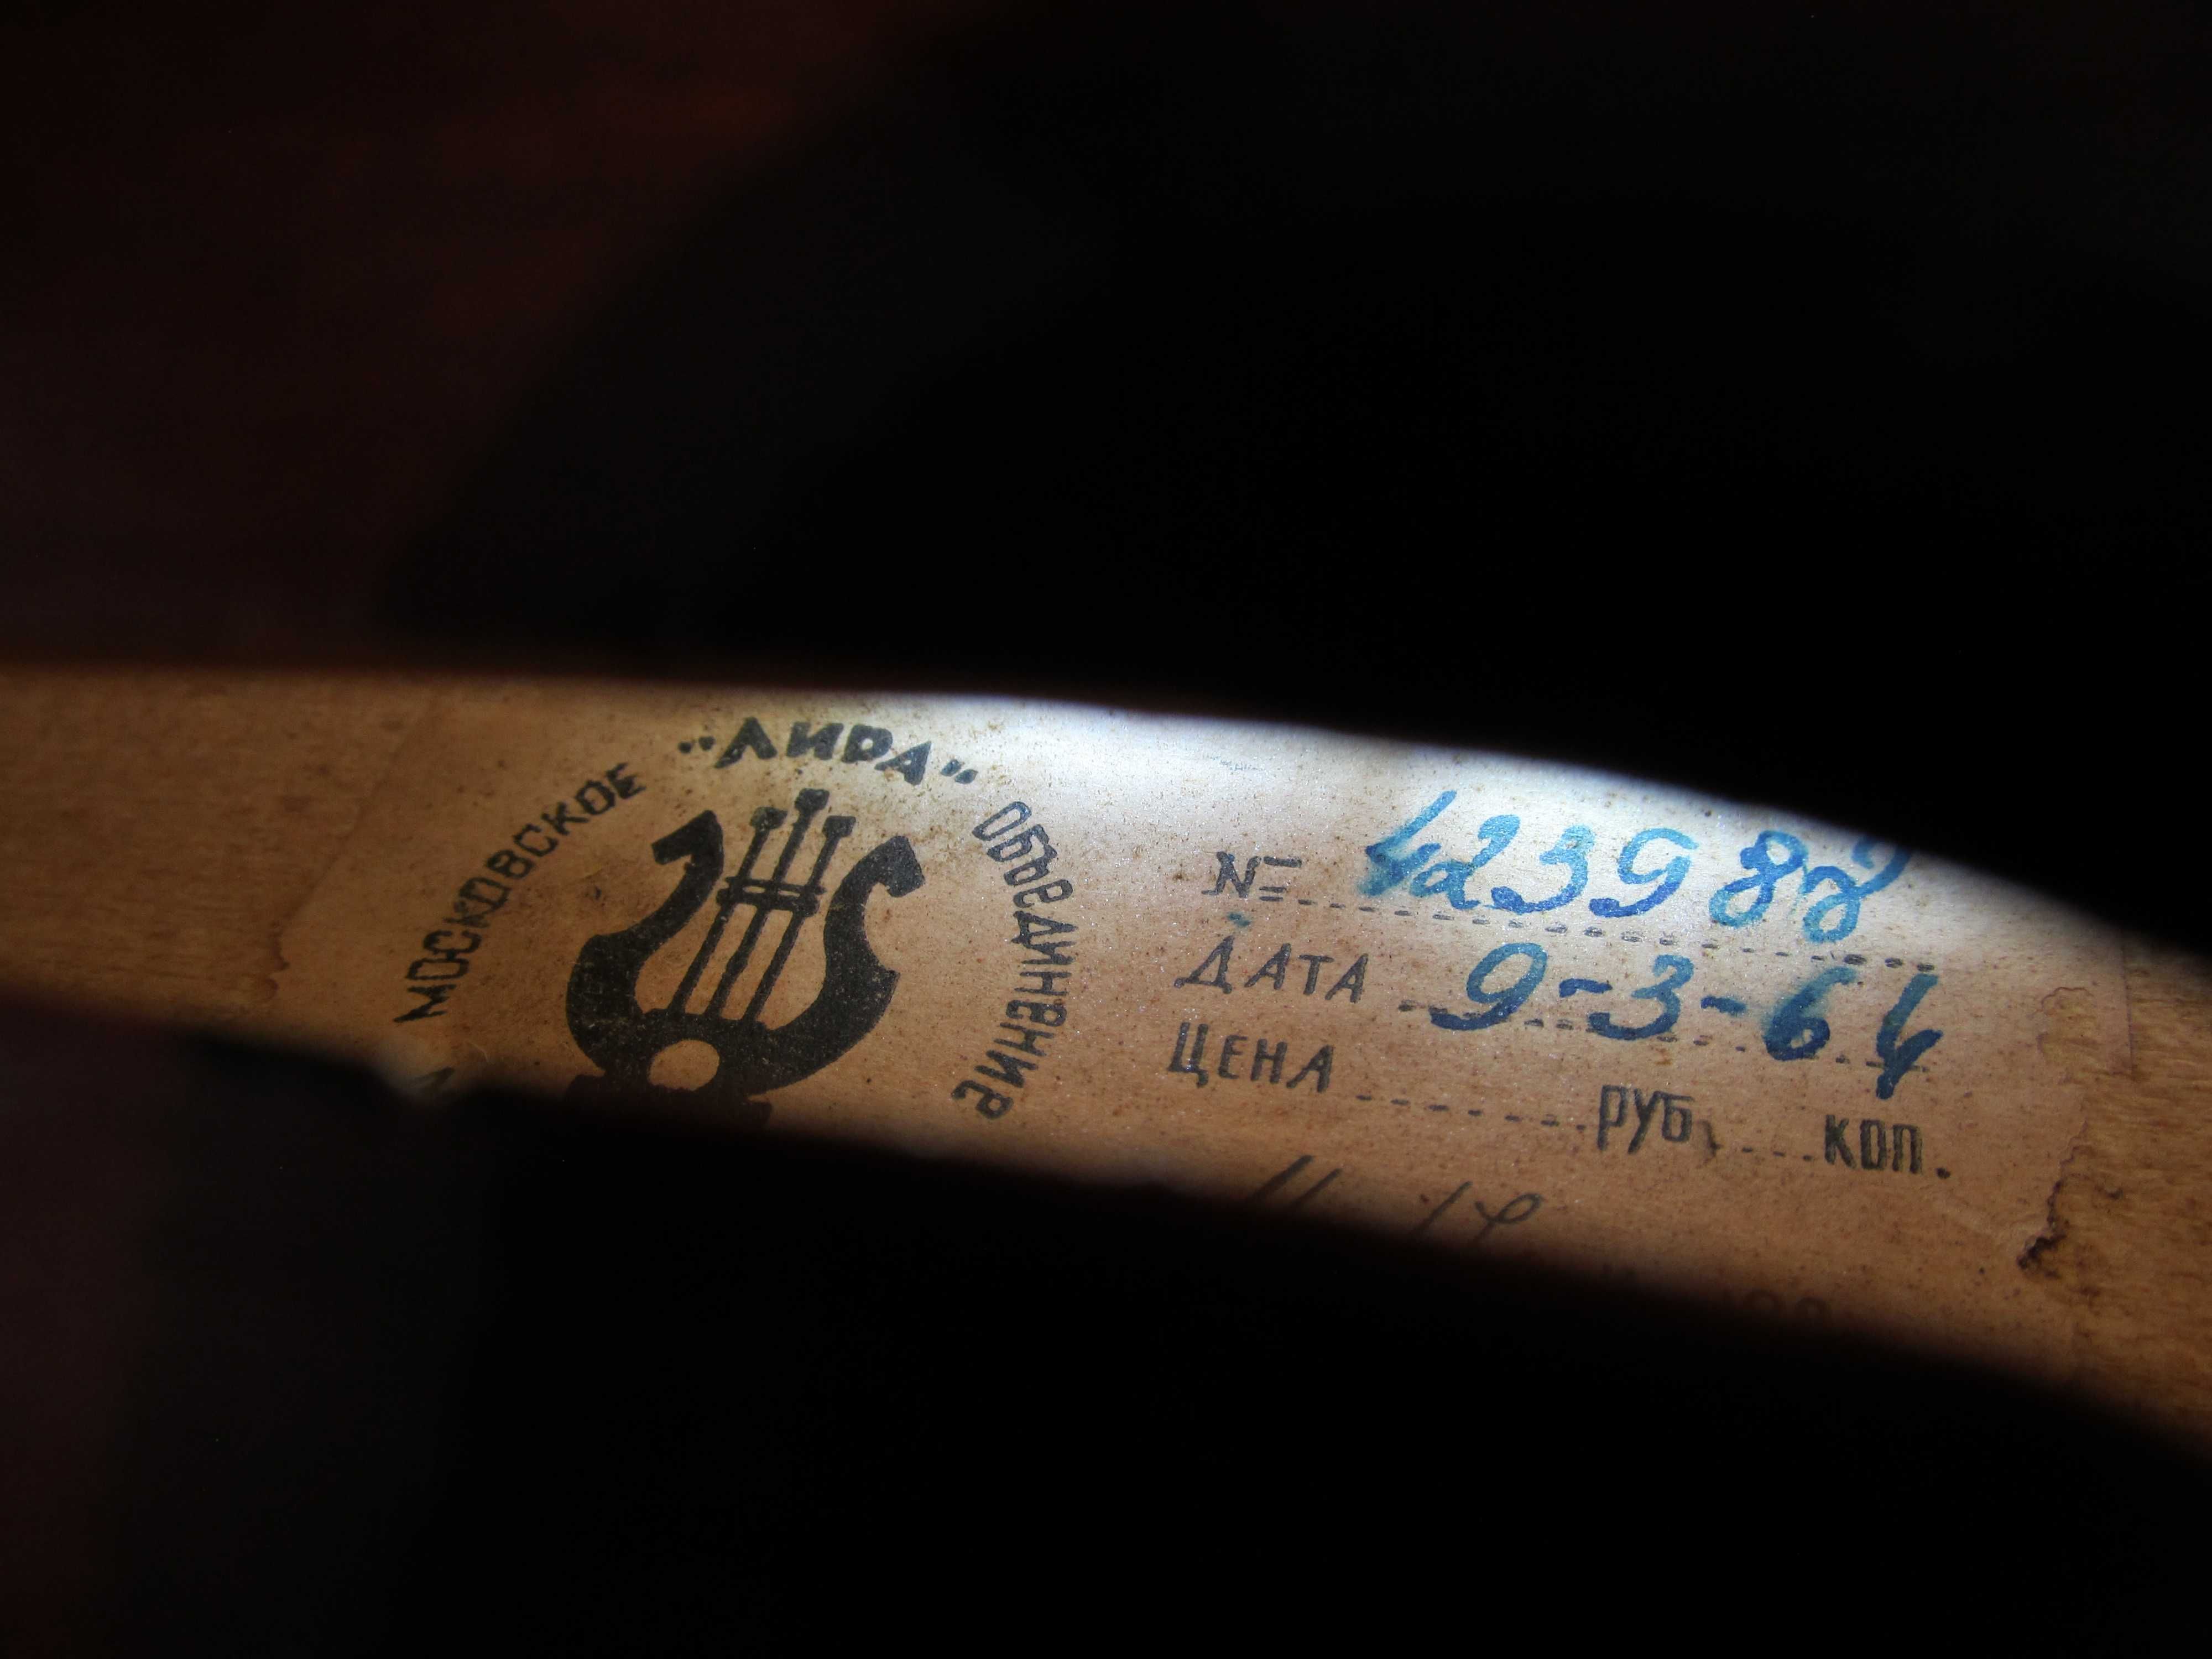 МОСКОВСКОЕ "ЛИРА" ОБЪЕДИНЕНИЕ
№ 423988
ДАТА 9-3-64
ЦЕНА РУБ. КОП.